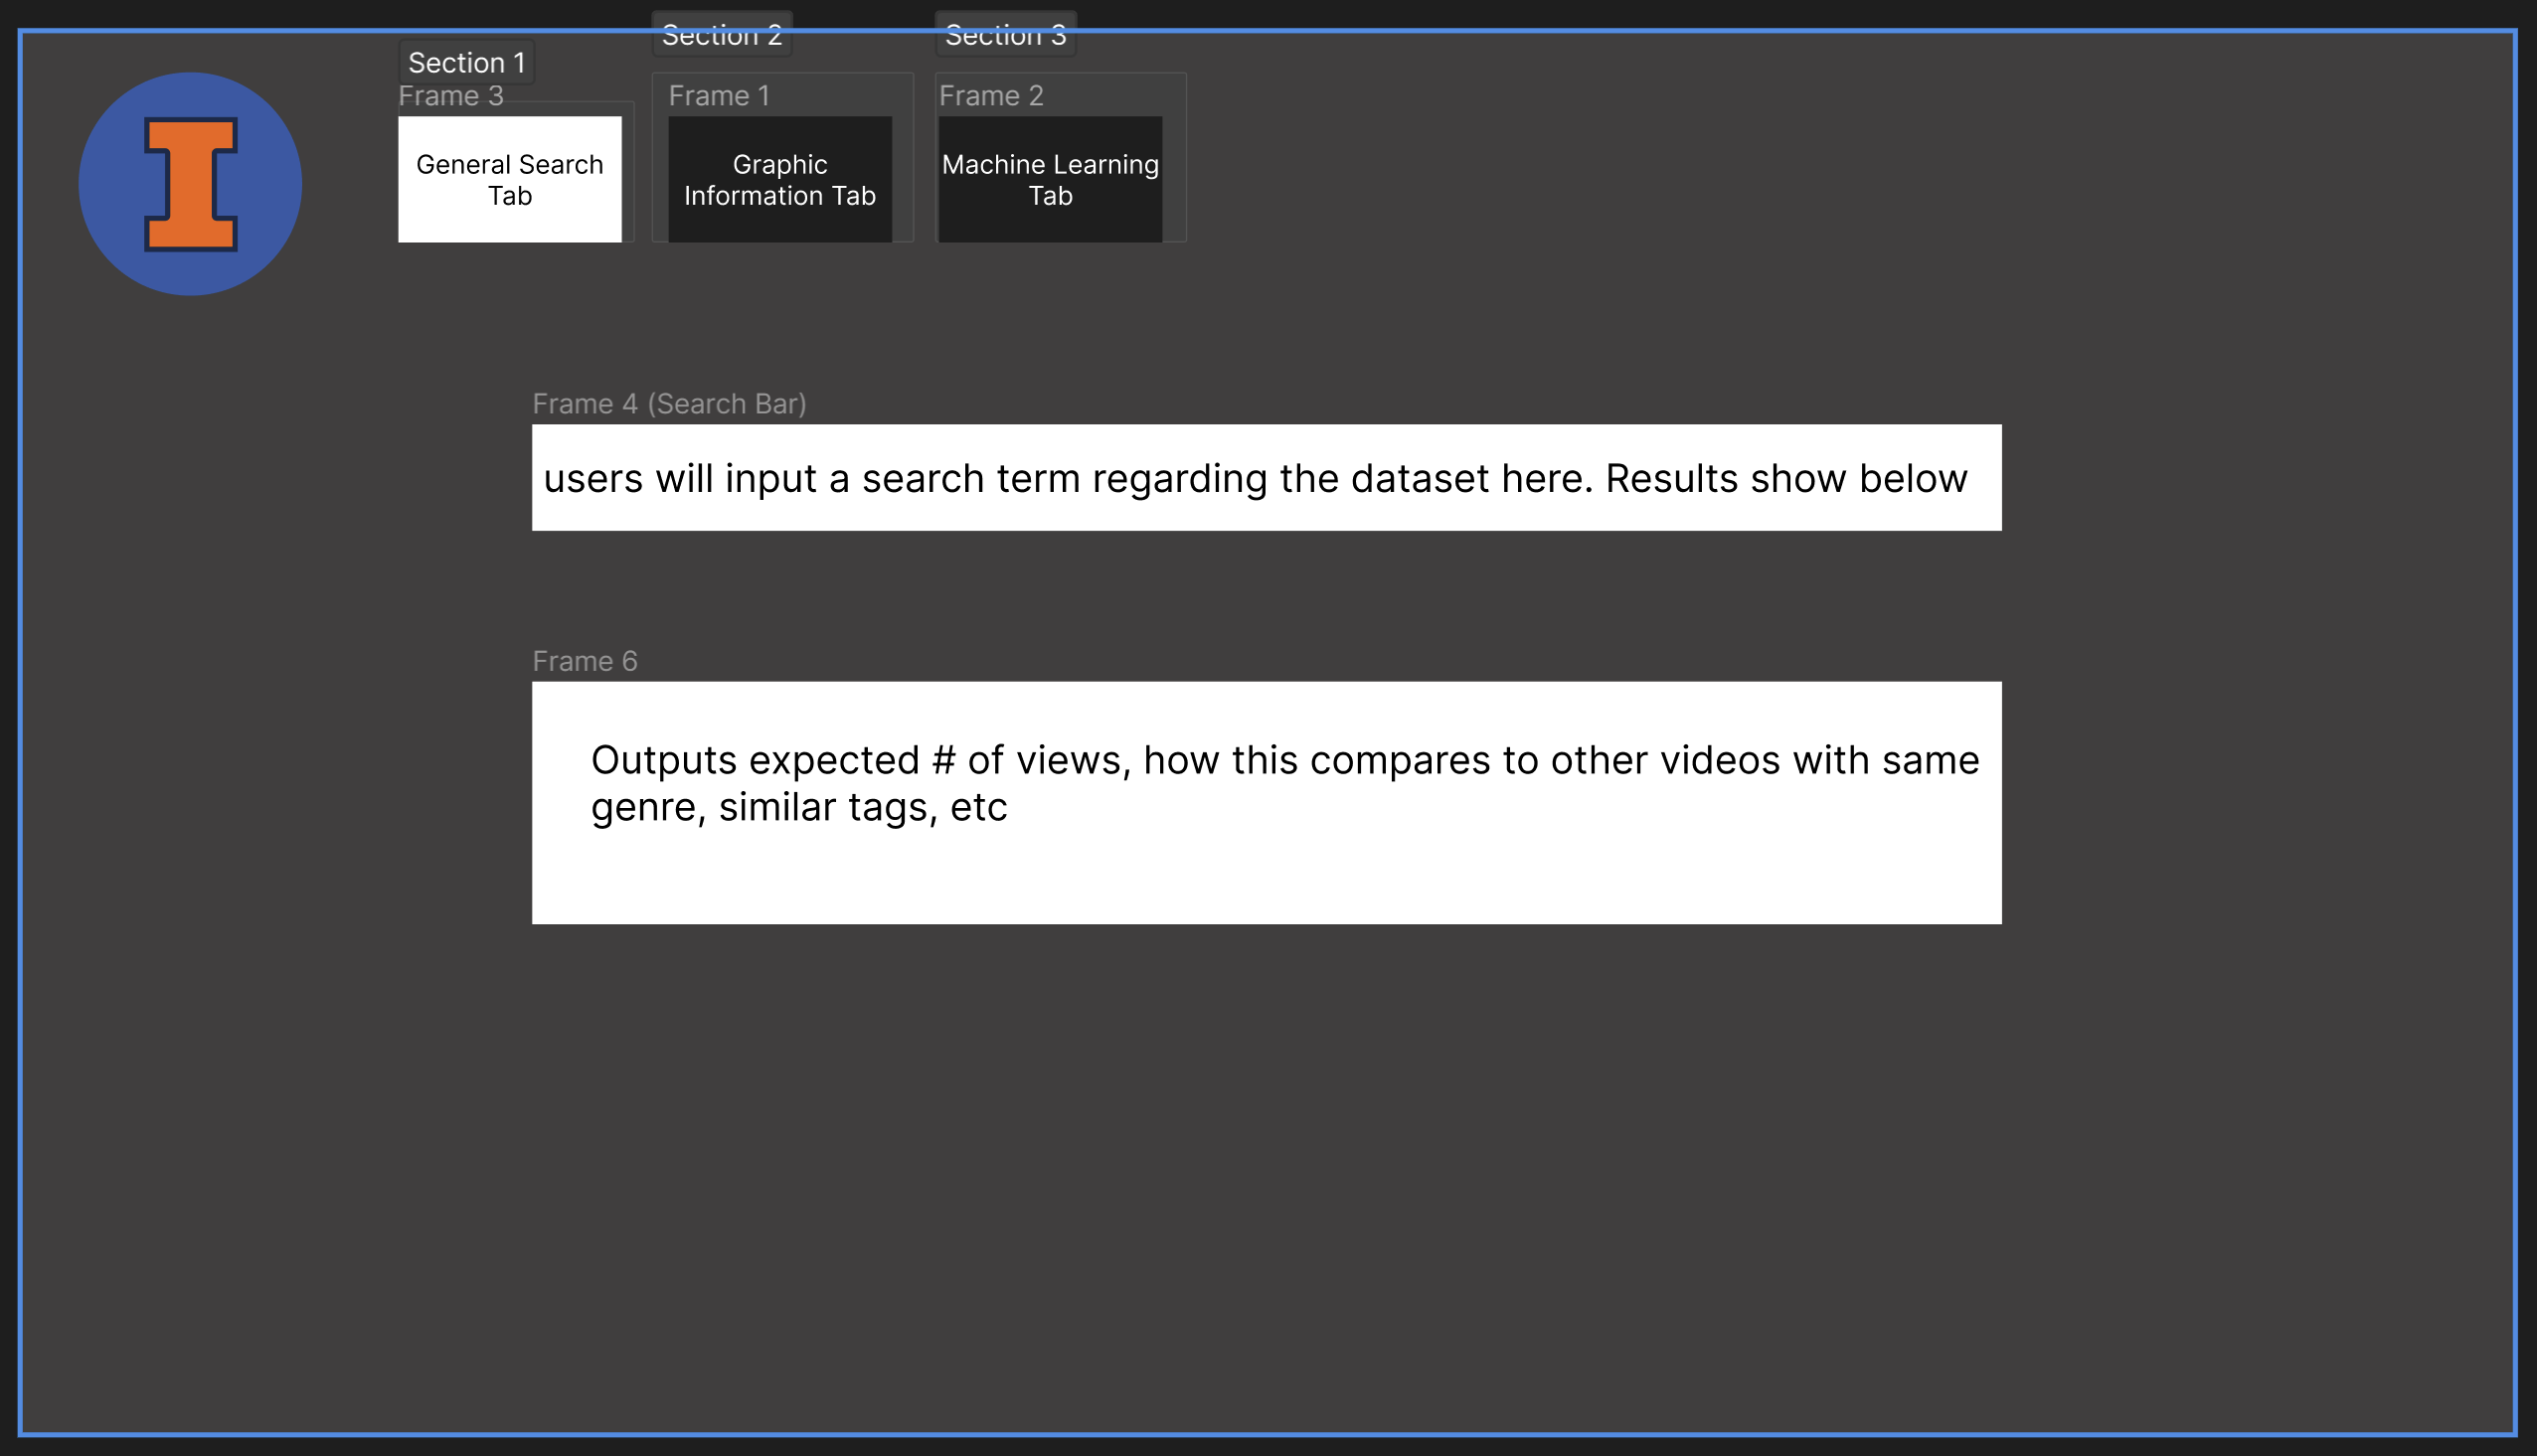 Section 1
Section 2
Section 3
Frame 3
Frame 1
Frame 2
General Search
Tab
Graphic
Information Tab
Machine Learning
Tab
I
Frame 4 (Search Bar)
users will input a search term regarding the dataset here. Results show below
Frame 6
Outputs expected # of views, how this compares to other videos with same
genre, similar tags, etc